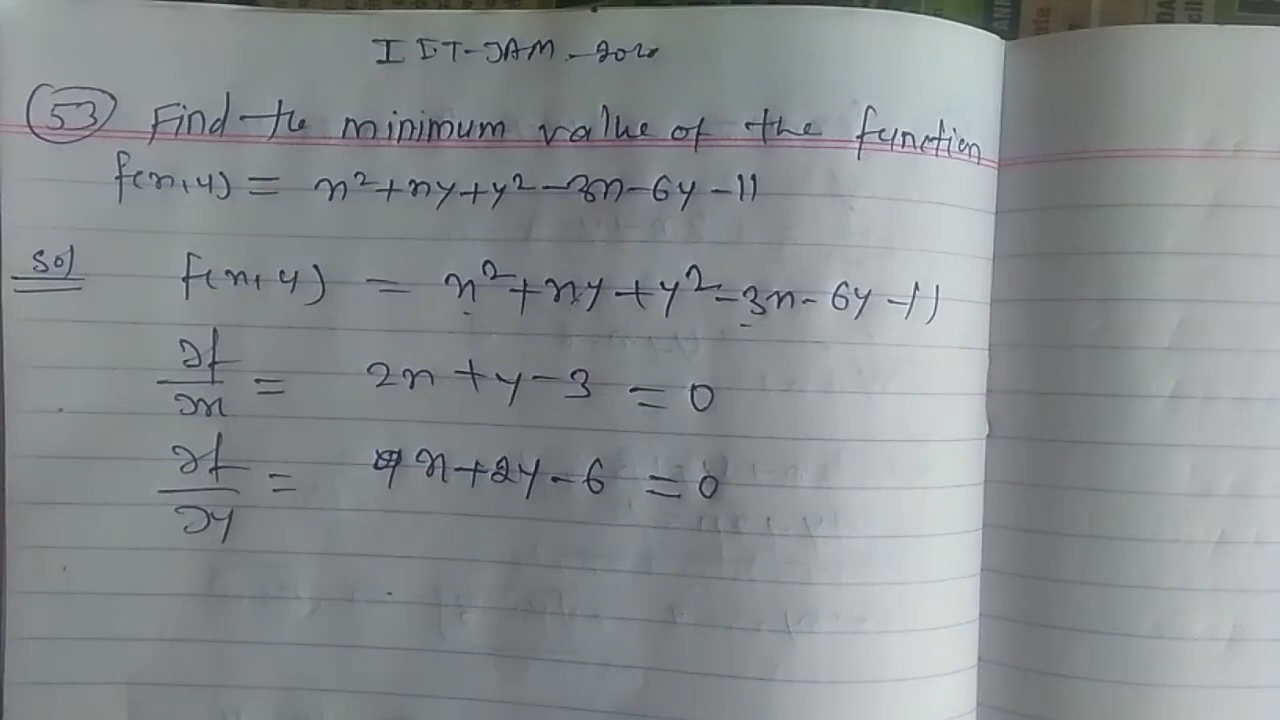 IIT-JAM-2020
53 Find the minimum value of the function
f(x,y) = x²+xy+y²-3x-6y-11
Sol f(x,y) = x²+xy+y²-3x-6y-11
∂f/∂x = 2x+y-3 = 0
∂f/∂y = x+2y-6 = 0